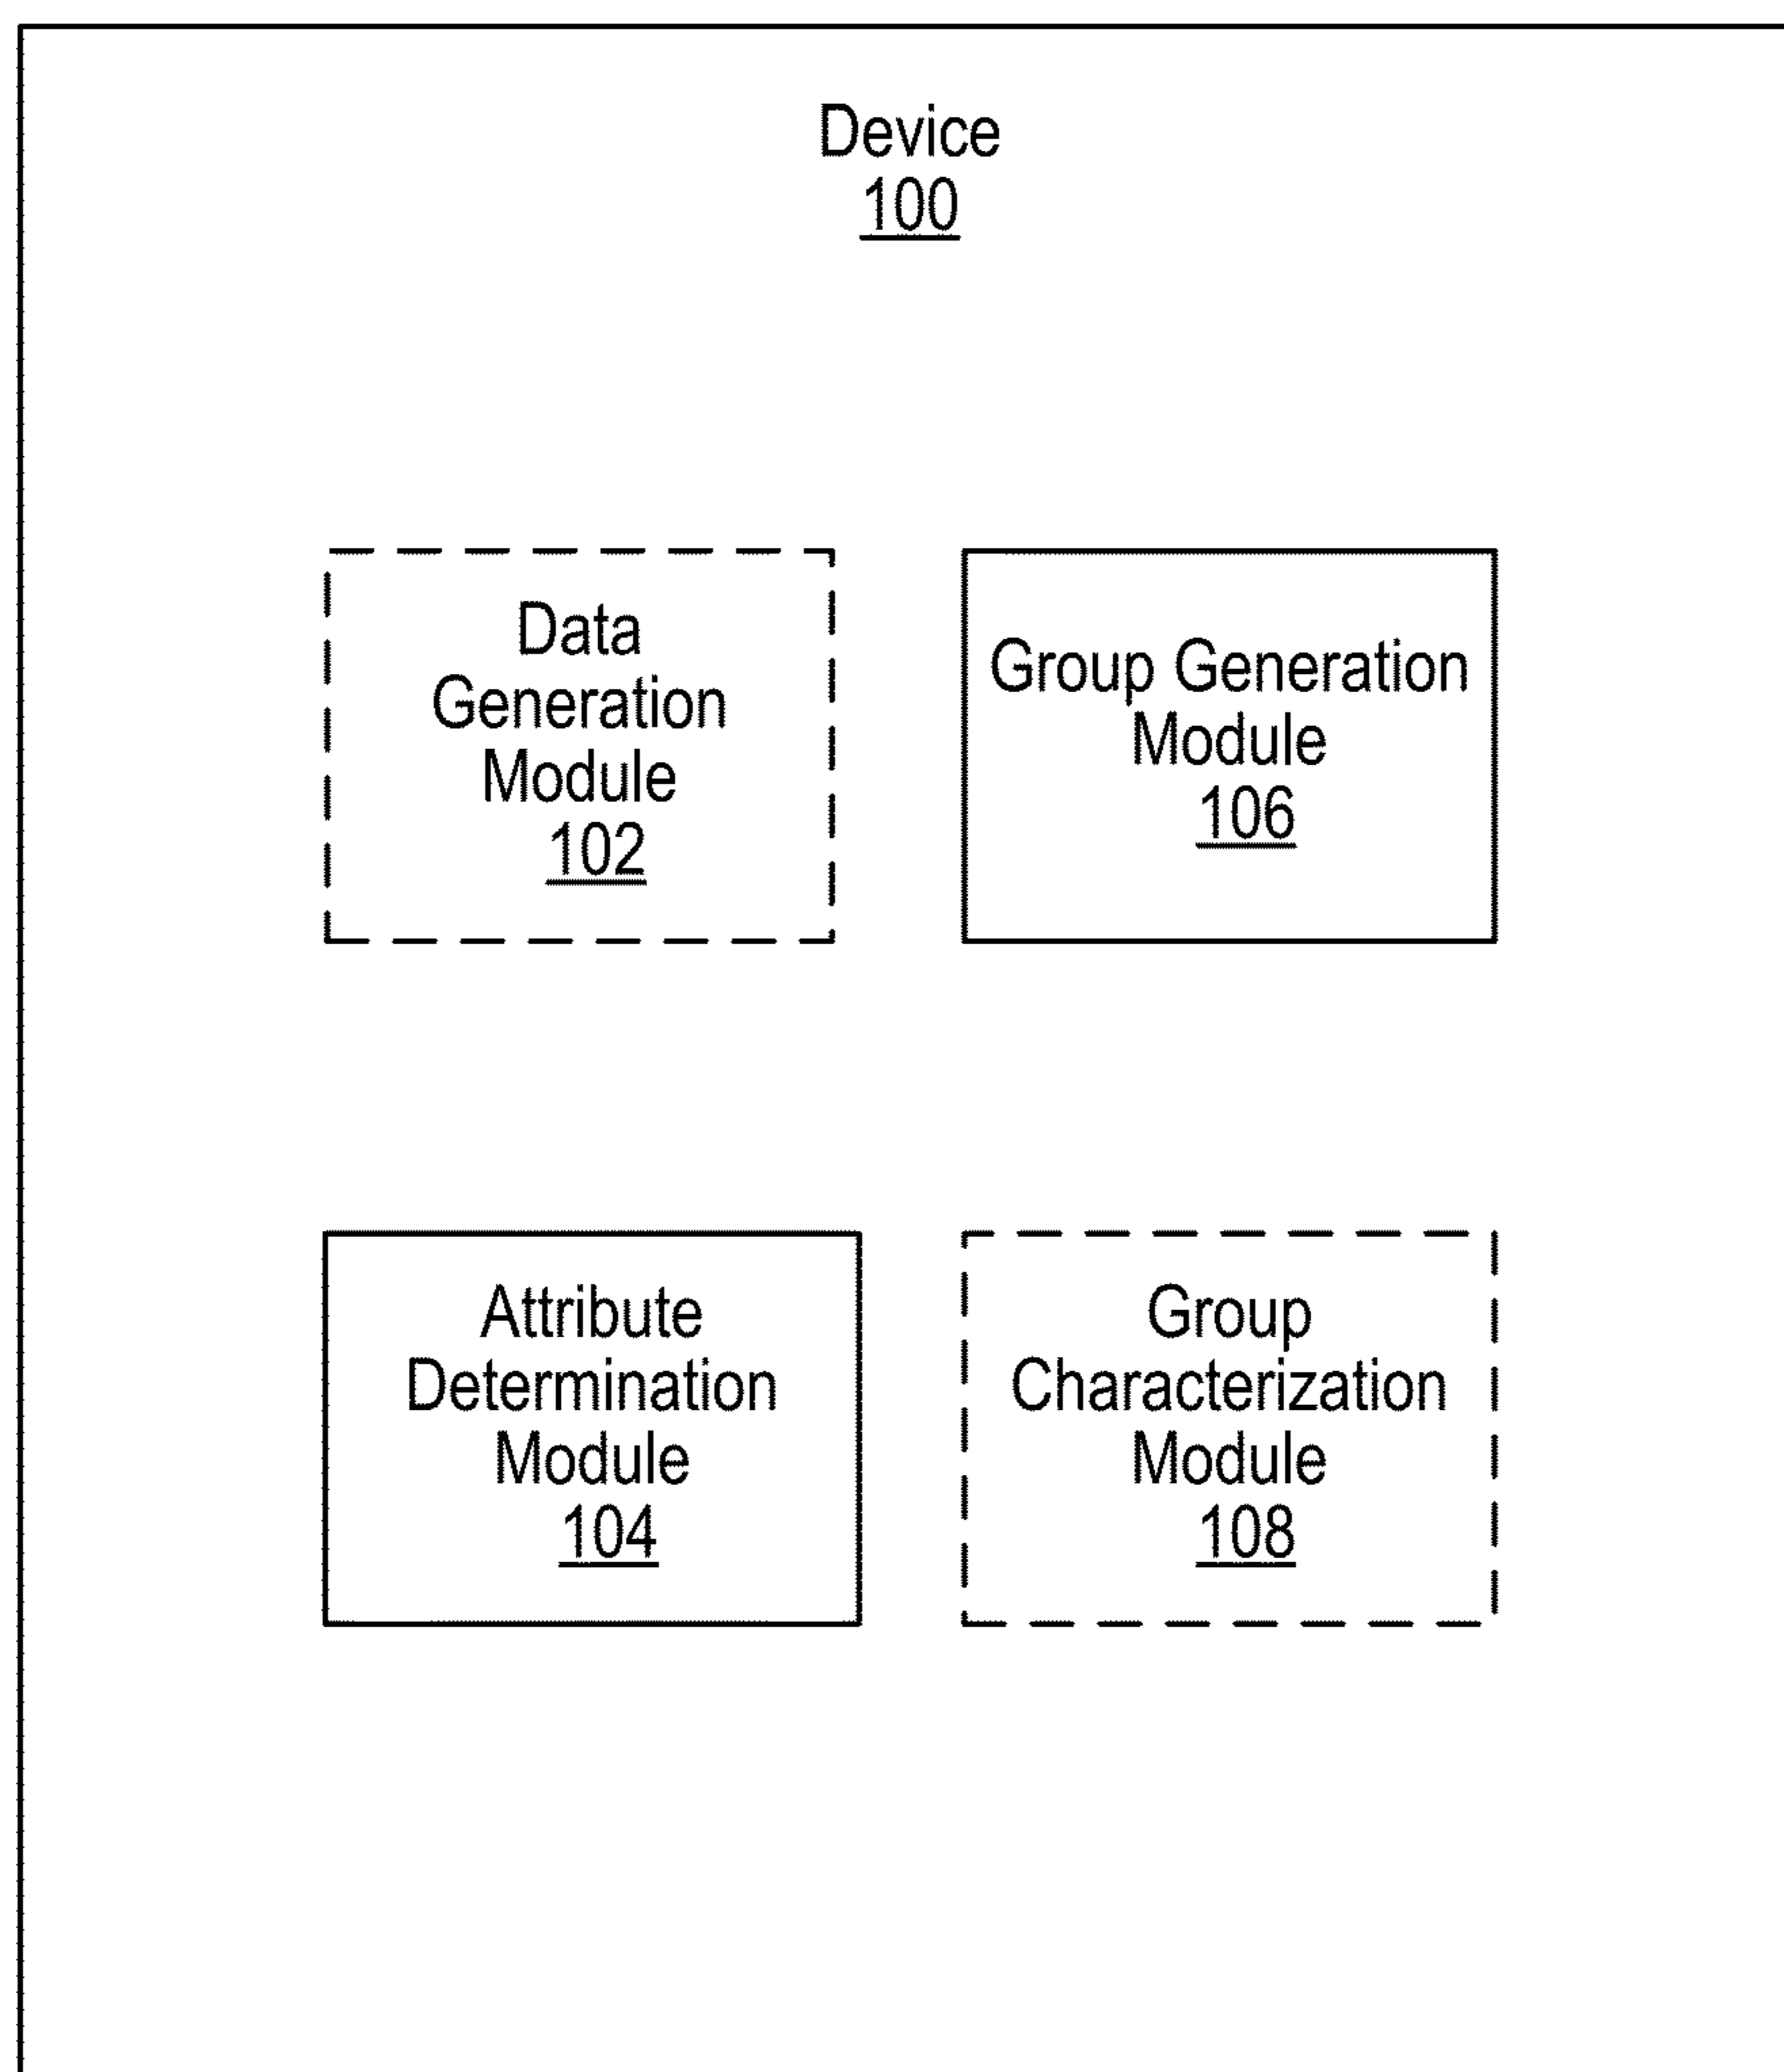 Device
100
Data
Generation
Module
102
Group Generation
Module
106
Attribute
Determination
Module
104
Group
Characterization
Module
108